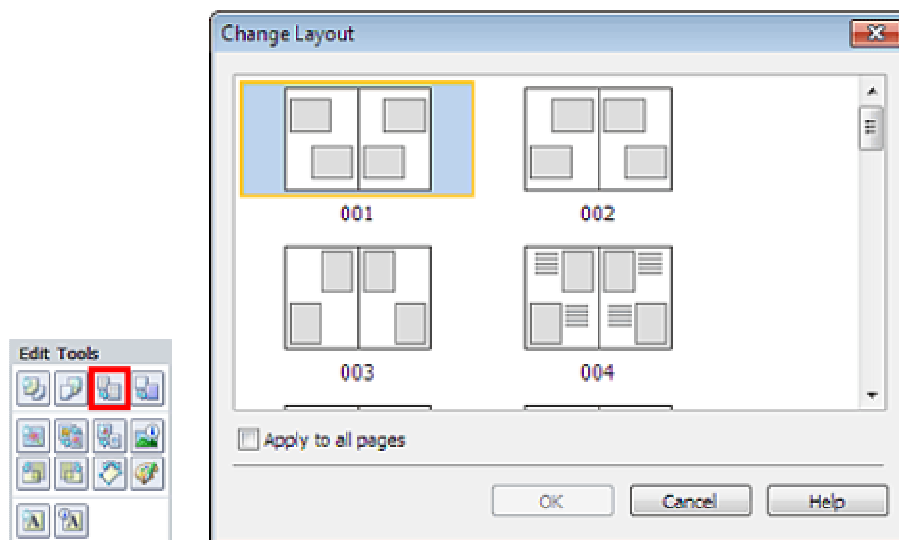 Change Layout
001
002
003
004
Edit Tools
Apply to all pages
OK
Cancel
Help
A
A